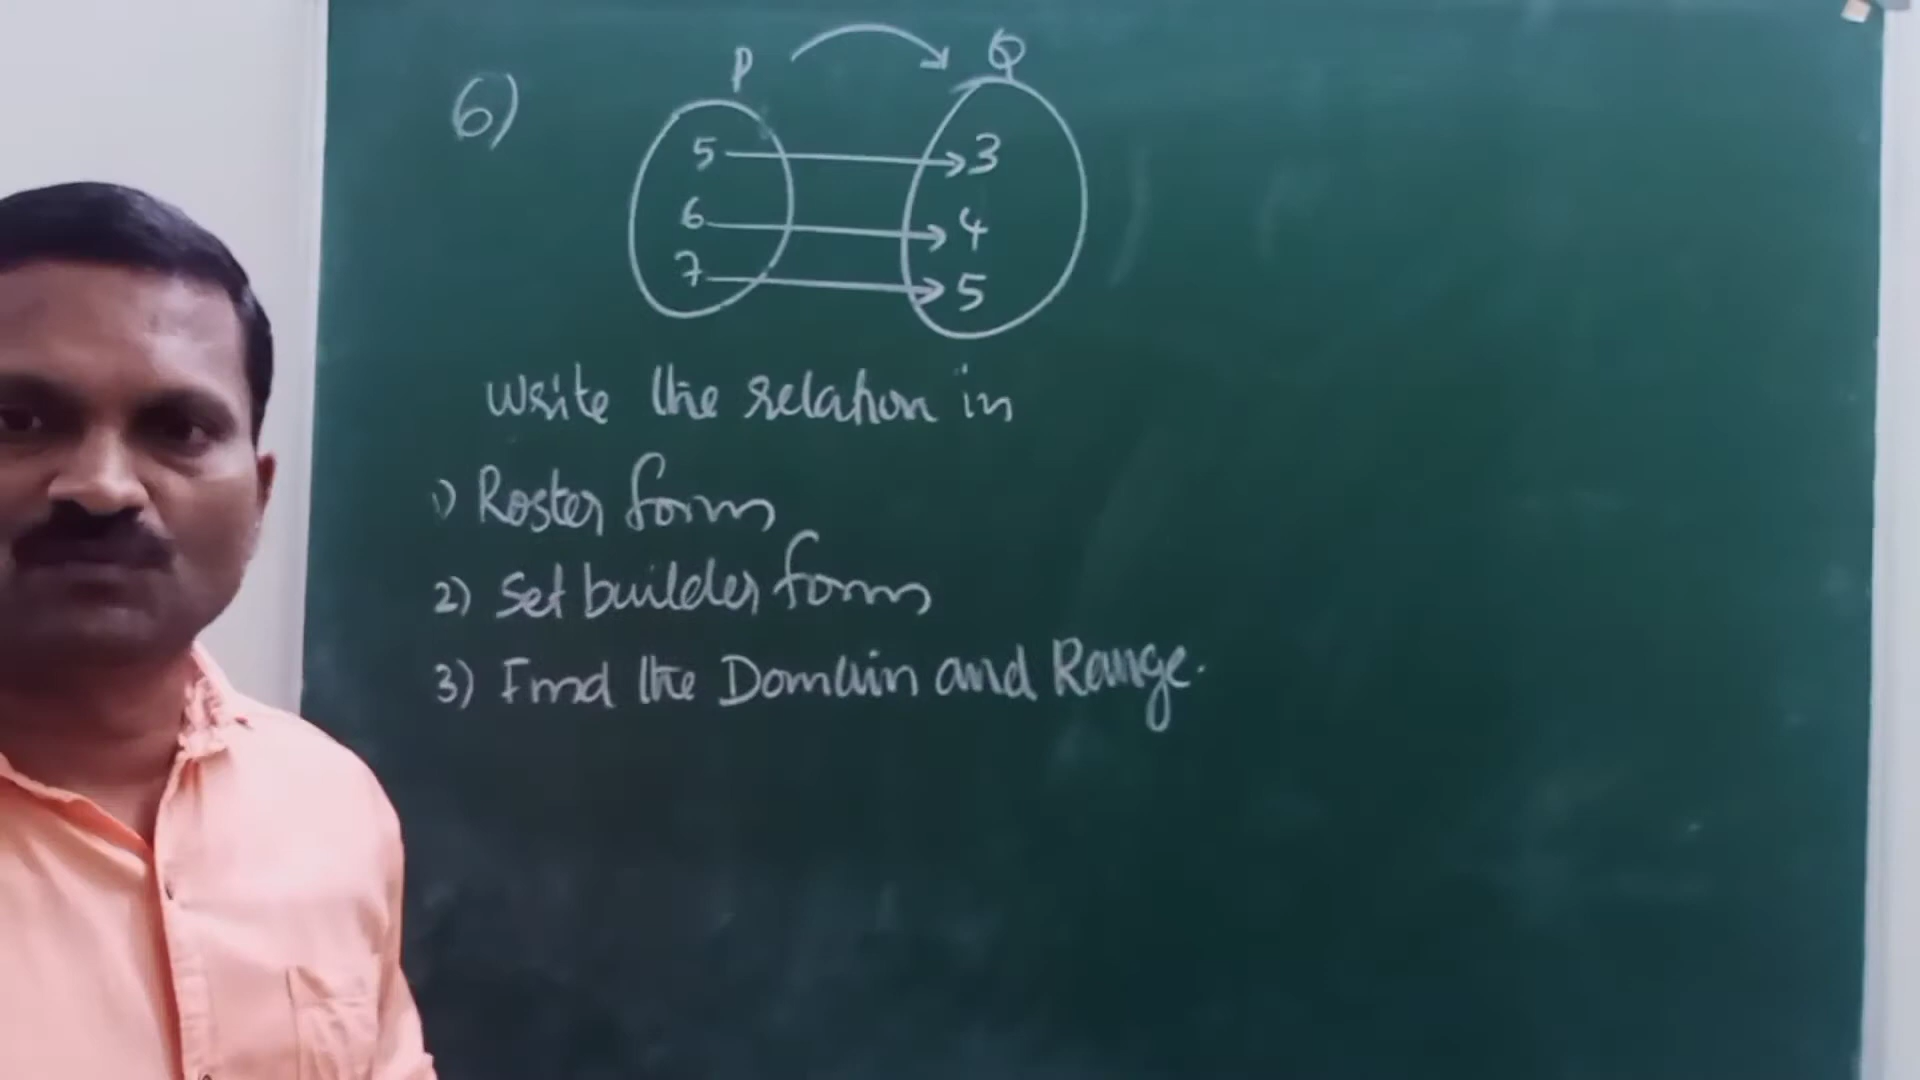 6)
P Q
5 3
6 4
7 5
Write the relation in
1) Roster form
2) Set builder form
3) Find the Domain and Range.